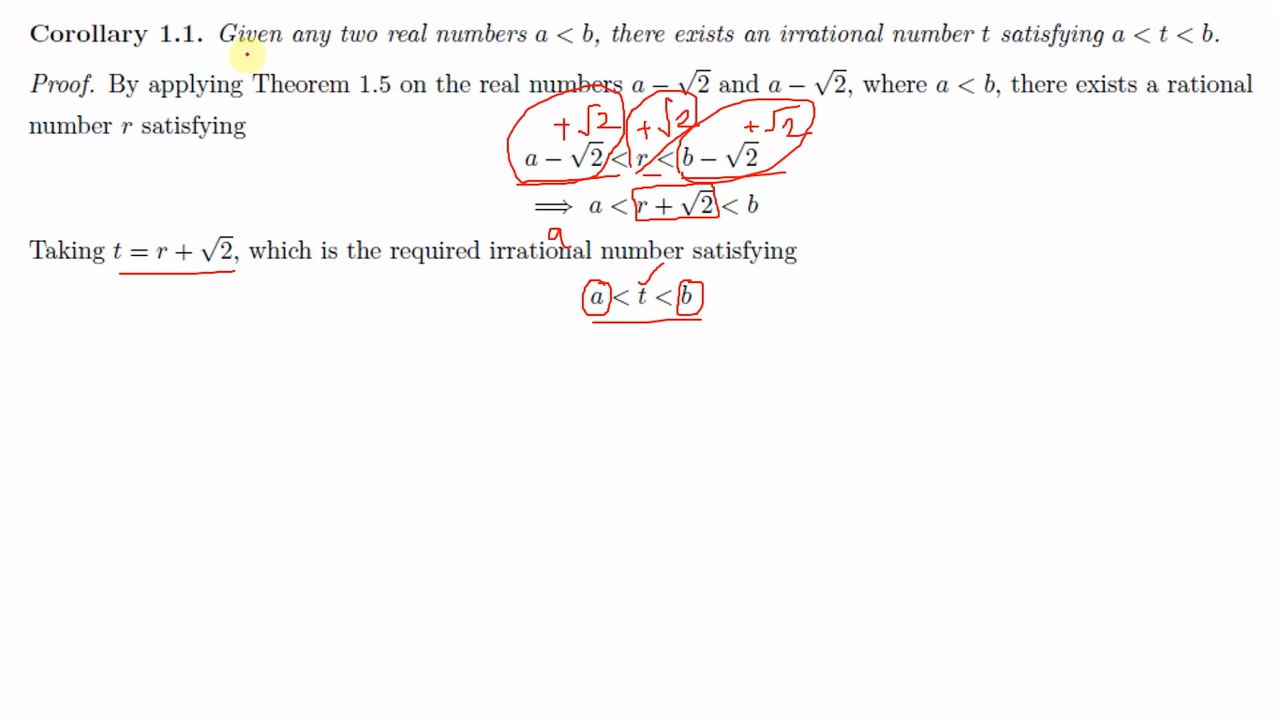 Corollary 1.1. Given any two real numbers a < b, there exists an irrational number t satisfying a < t < b.
Proof. By applying Theorem 1.5 on the real numbers a − √2 and a − √2, where a < b, there exists a rational
number r satisfying
+√2 +√2 +√2
a − √2 < r < b − √2
⟹ a < r + √2 < b
a
Taking t = r + √2, which is the required irrational number satisfying
a < t < b